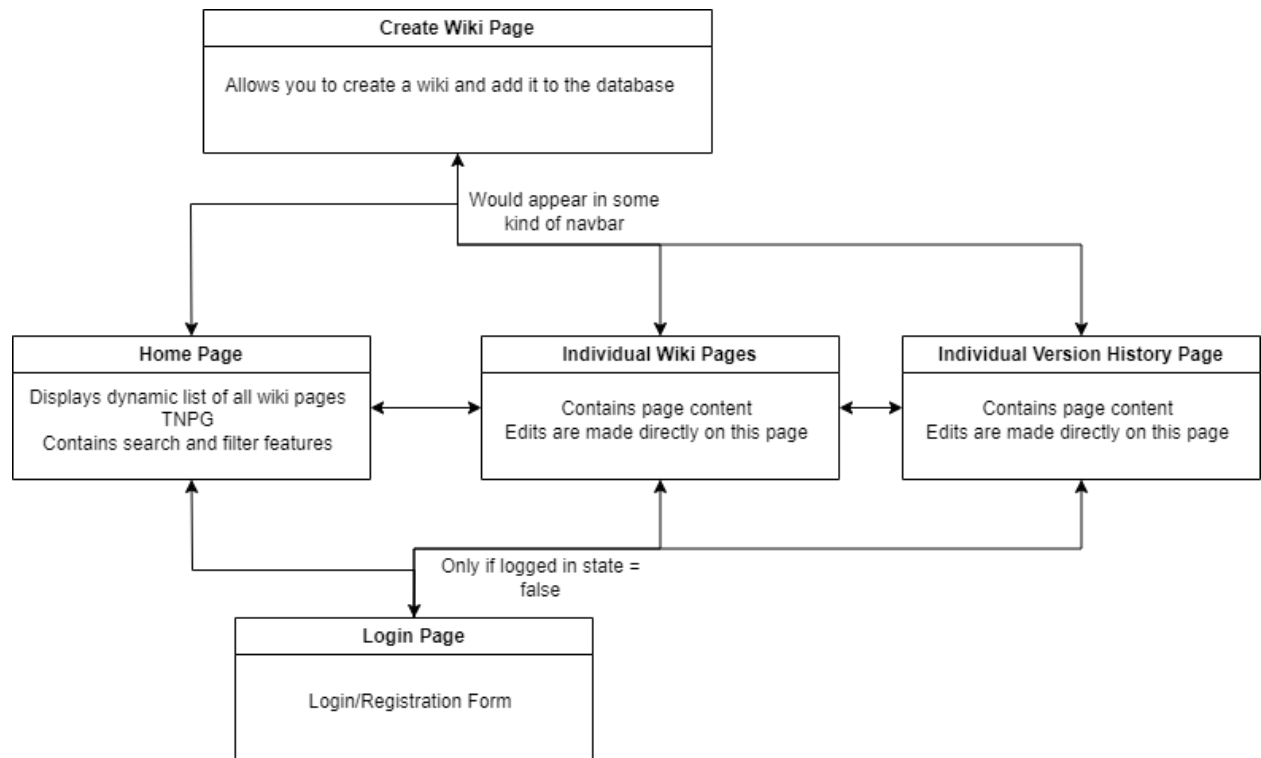 Create Wiki Page
Allows you to create a wiki and add it to the database
Would appear in some
kind of navbar
Home Page
Displays dynamic list of all wiki pages
TNPG
Contains search and filter features
Individual Wiki Pages
Contains page content
Edits are made directly on this page
Individual Version History Page
Contains page content
Edits are made directly on this page
Only if logged in state =
false
Login Page
Login/Registration Form